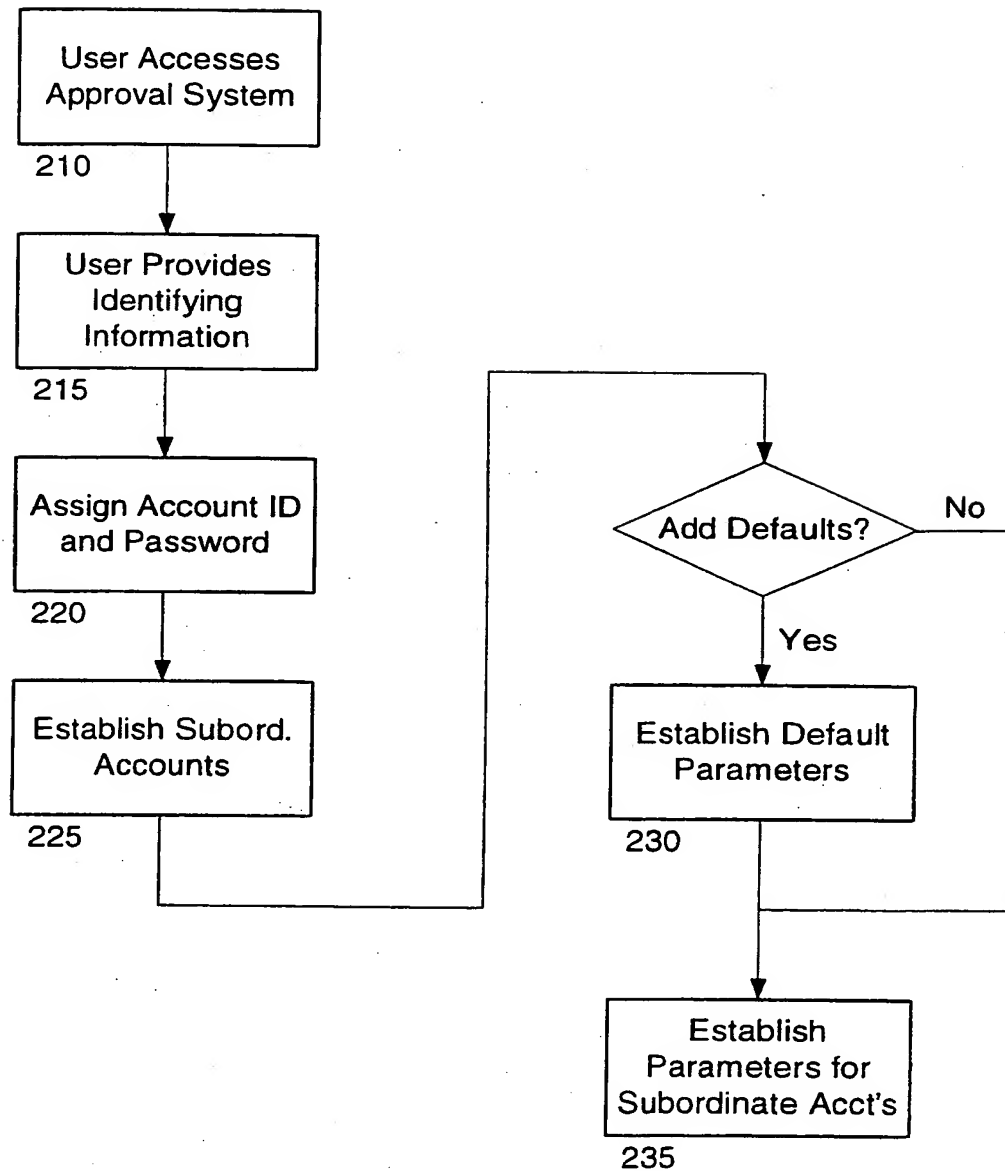 User Accesses
Approval System
210
User Provides
Identifying
Information
215
Assign Account ID
and Password
220
Establish Subord.
Accounts
225
Add Defaults?
No
Yes
Establish Default
Parameters
230
Establish
Parameters for
Subordinate Acct's
235